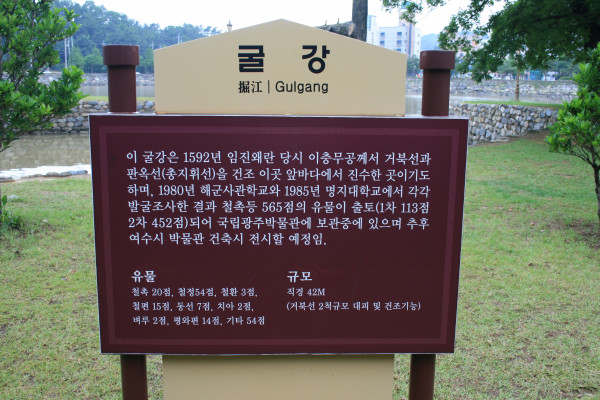 굴 강
掘江 | Gulgang
이 굴강은 1592년 임진왜란 당시 이충무공께서 거북선과
판옥선(총지휘선)을 건조 이곳 앞바다에서 진수한 곳이기도
하며, 1980년 해군사관학교와 1985년 명지대학교에서 각각
발굴조사한 결과 철촉등 565점의 유물이 출토(1차 113점
2차 452점)되어 국립광주박물관에 보관중에 있으며 추후
여수시 박물관 건축시 전시할 예정임.
유물
철촉 20점, 철정54점, 철환 3점,
철편 15점, 동선 7점, 치아 2점,
벼루 2점, 평와편 14점, 기타 54점
규모
직경 42M
(거북선 2척규모 대피 및 건조기능)